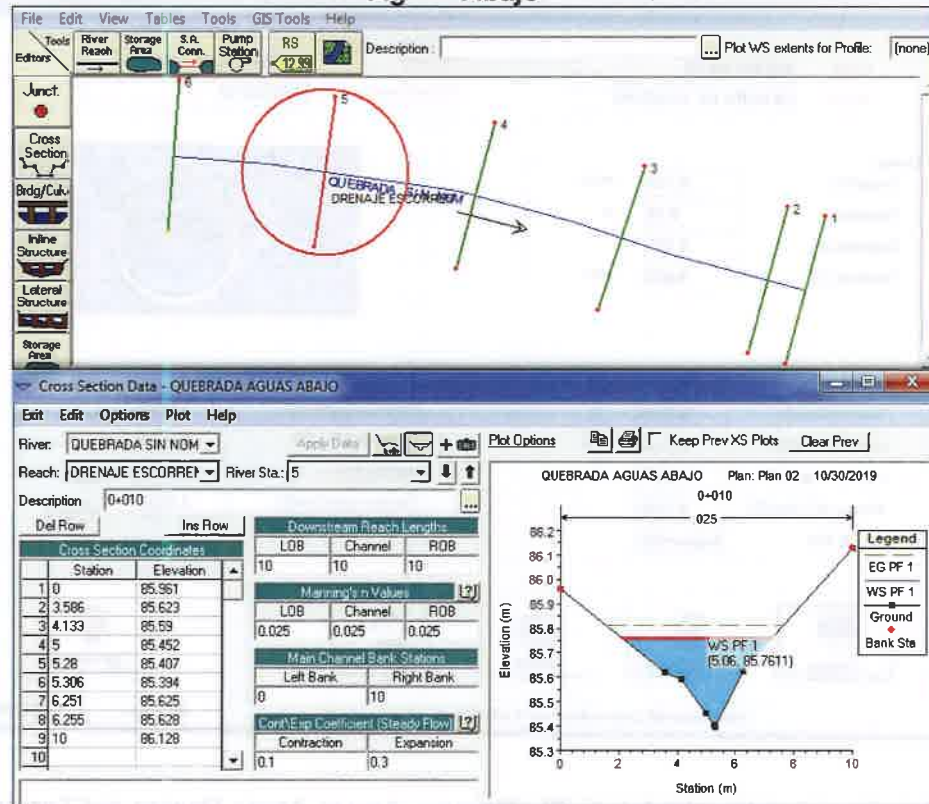 File Edit View Tables Tools GIS Tools Help
Tools
Editors
River Reach
Storage Area
S.A. Conn.
Pump Station
RS
12.99
Description :
...
Plot WS extents for Profile:
(none)
Junct.
Cross Section
Brdg/Culv
Inline Structure
Lateral Structure
Storage Area
6
5
4
3
2
1
QUEBRADA SIN NOM
DRENAJE ESCORREN
Cross Section Data - QUEBRADA AGUAS ABAJO
Exit Edit Options Plot Help
River: QUEBRADA SIN NOM
Apply Data
Plot Options
Keep Prev XS Plots
Clear Prev
Reach: DRENAJE ESCORREN
River Sta.: 5
Description 0+010
...
Del Row
Ins Row
Cross Section Coordinates
Station Elevation
1 0 85.961
2 3.586 85.623
3 4.133 85.59
4 5 85.452
5 5.28 85.407
6 5.306 85.394
7 6.251 85.625
8 6.255 85.628
9 10 86.128
10
Downstream Reach Lengths
LOB Channel ROB
10 10 10
Manning's n Values
LOB Channel ROB
0.025 0.025 0.025
Main Channel Bank Stations
Left Bank Right Bank
0 10
Cont\Exp Coefficient (Steady Flow)
Contraction Expansion
0.1 0.3
QUEBRADA AGUAS ABAJO Plan: Plan 02 10/30/2019
0+010
025
Elevation (m)
86.2
86.1
86.0
85.9
85.8
85.7
85.6
85.5
85.4
85.3
WS PF 1
(5.06, 85.7611)
0 2 4 6 8 10
Station (m)
Legend
EG PF 1
WS PF 1
Ground
Bank Sta